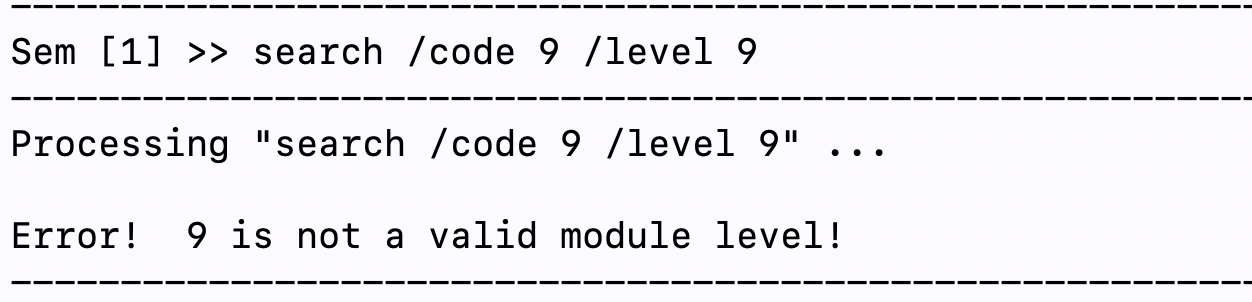 --------------------------------------------------------------------------
Sem [1] >> search /code 9 /level 9
--------------------------------------------------------------------------
Processing "search /code 9 /level 9" ...
Error!  9 is not a valid module level!
--------------------------------------------------------------------------